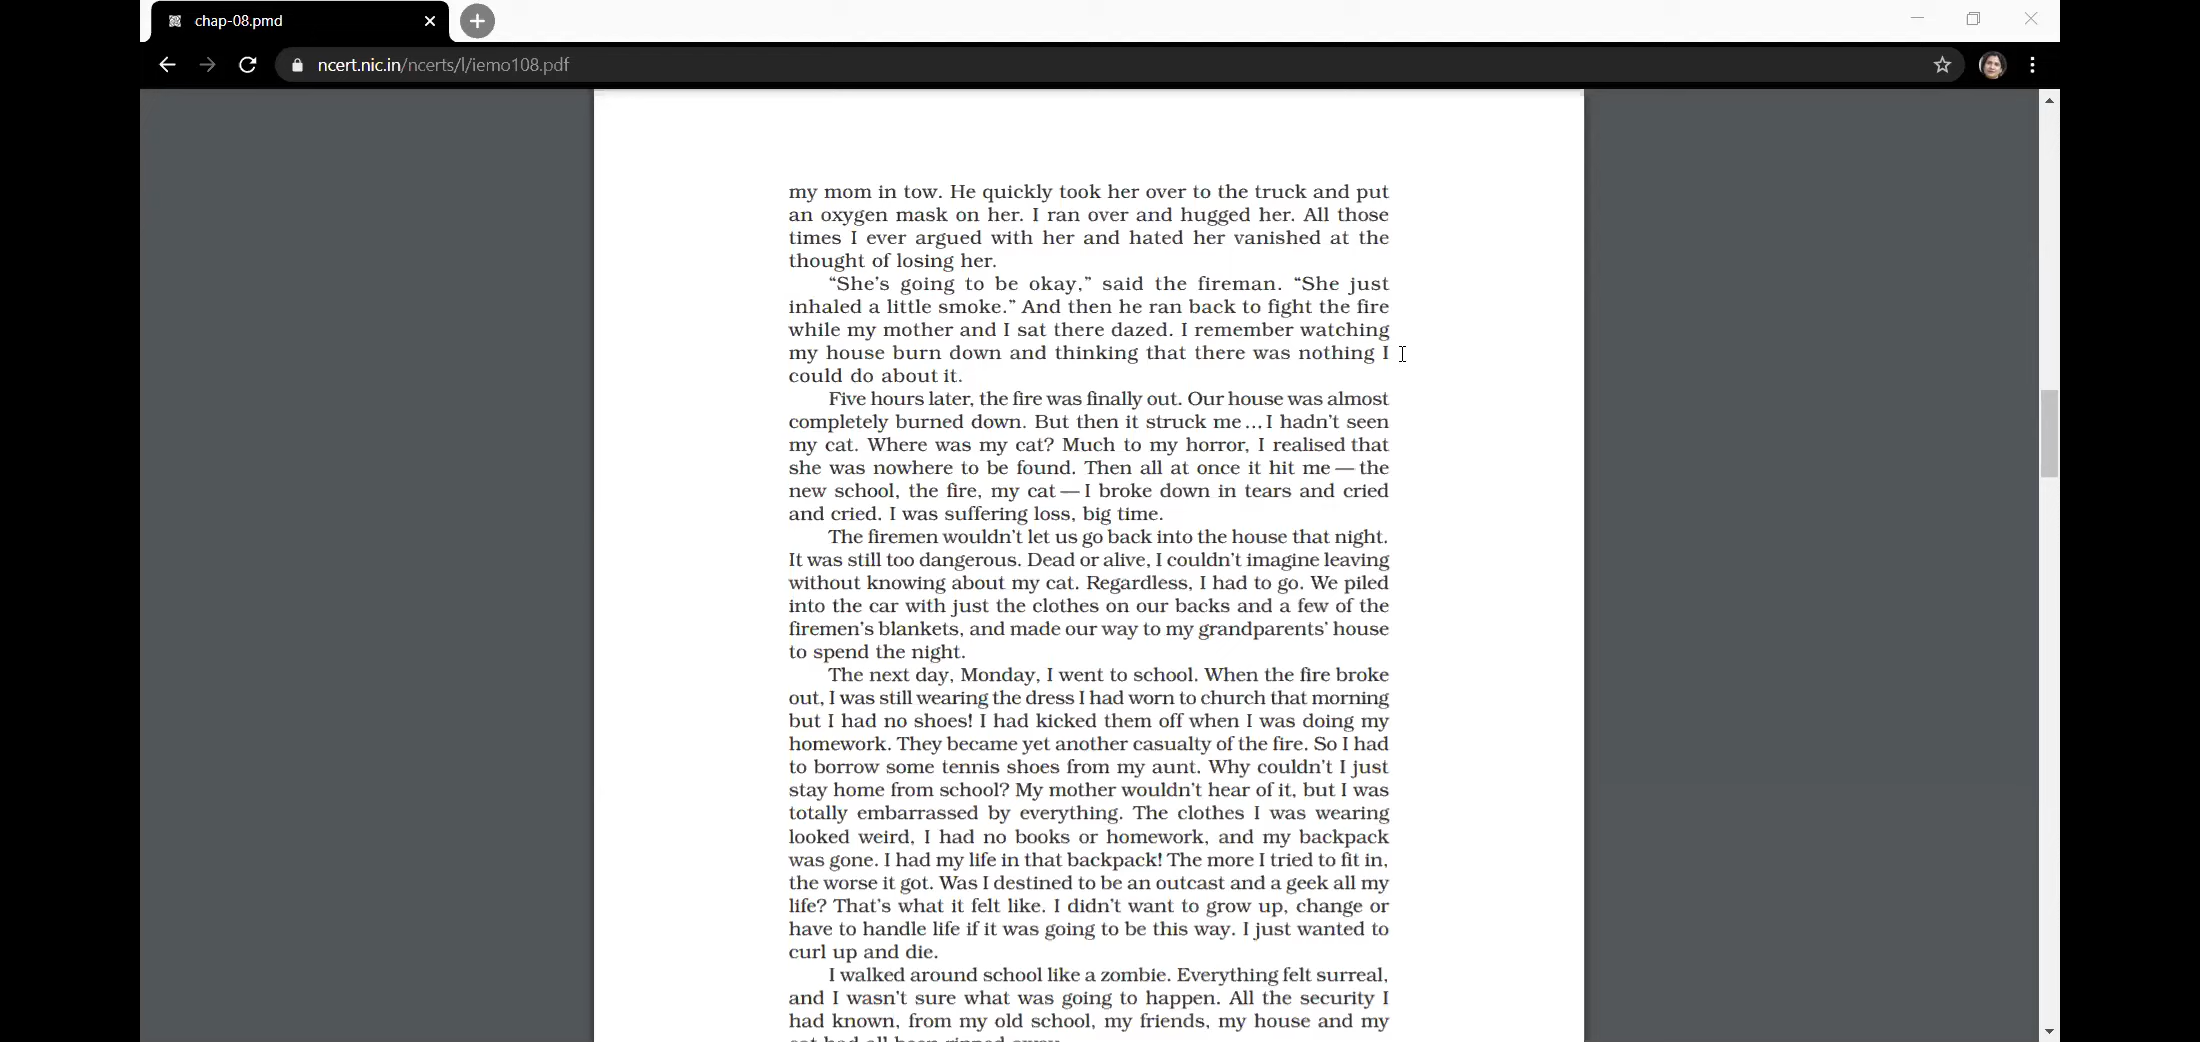 chap-08.pmd
ncert.nic.in/ncerts/l/iemo108.pdf
my mom in tow. He quickly took her over to the truck and put
an oxygen mask on her. I ran over and hugged her. All those
times I ever argued with her and hated her vanished at the
thought of losing her.
“She’s going to be okay,” said the fireman. “She just
inhaled a little smoke.” And then he ran back to fight the fire
while my mother and I sat there dazed. I remember watching
my house burn down and thinking that there was nothing I
could do about it.
Five hours later, the fire was finally out. Our house was almost
completely burned down. But then it struck me ... I hadn’t seen
my cat. Where was my cat? Much to my horror, I realised that
she was nowhere to be found. Then all at once it hit me — the
new school, the fire, my cat — I broke down in tears and cried
and cried. I was suffering loss, big time.
The firemen wouldn’t let us go back into the house that night.
It was still too dangerous. Dead or alive, I couldn’t imagine leaving
without knowing about my cat. Regardless, I had to go. We piled
into the car with just the clothes on our backs and a few of the
firemen’s blankets, and made our way to my grandparents’ house
to spend the night.
The next day, Monday, I went to school. When the fire broke
out, I was still wearing the dress I had worn to church that morning
but I had no shoes! I had kicked them off when I was doing my
homework. They became yet another casualty of the fire. So I had
to borrow some tennis shoes from my aunt. Why couldn’t I just
stay home from school? My mother wouldn’t hear of it, but I was
totally embarrassed by everything. The clothes I was wearing
looked weird, I had no books or homework, and my backpack
was gone. I had my life in that backpack! The more I tried to fit in,
the worse it got. Was I destined to be an outcast and a geek all my
life? That’s what it felt like. I didn’t want to grow up, change or
have to handle life if it was going to be this way. I just wanted to
curl up and die.
I walked around school like a zombie. Everything felt surreal,
and I wasn’t sure what was going to happen. All the security I
had known, from my old school, my friends, my house and my